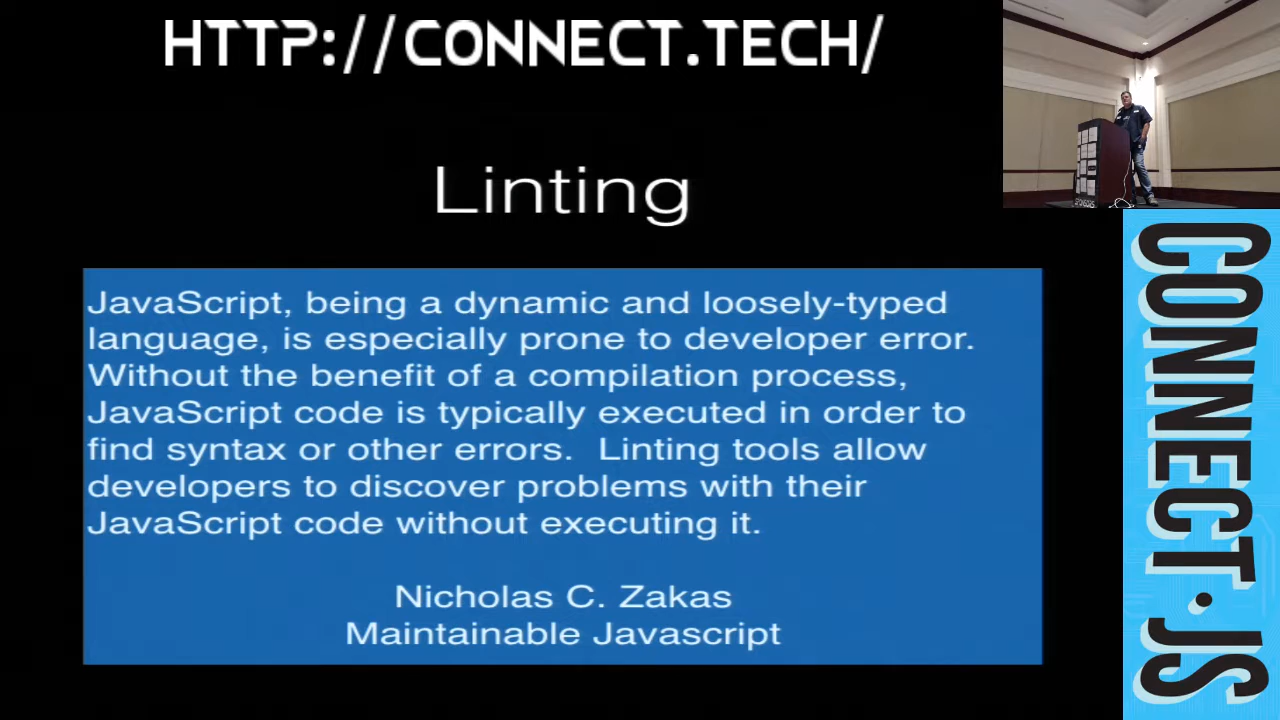 HTTP://CONNECT.TECH/
Linting
JavaScript, being a dynamic and loosely-typed
language, is especially prone to developer error.
Without the benefit of a compilation process,
JavaScript code is typically executed in order to
find syntax or other errors.  Linting tools allow
developers to discover problems with their
JavaScript code without executing it.
Nicholas C. Zakas
Maintainable Javascript
CONNECT.JS